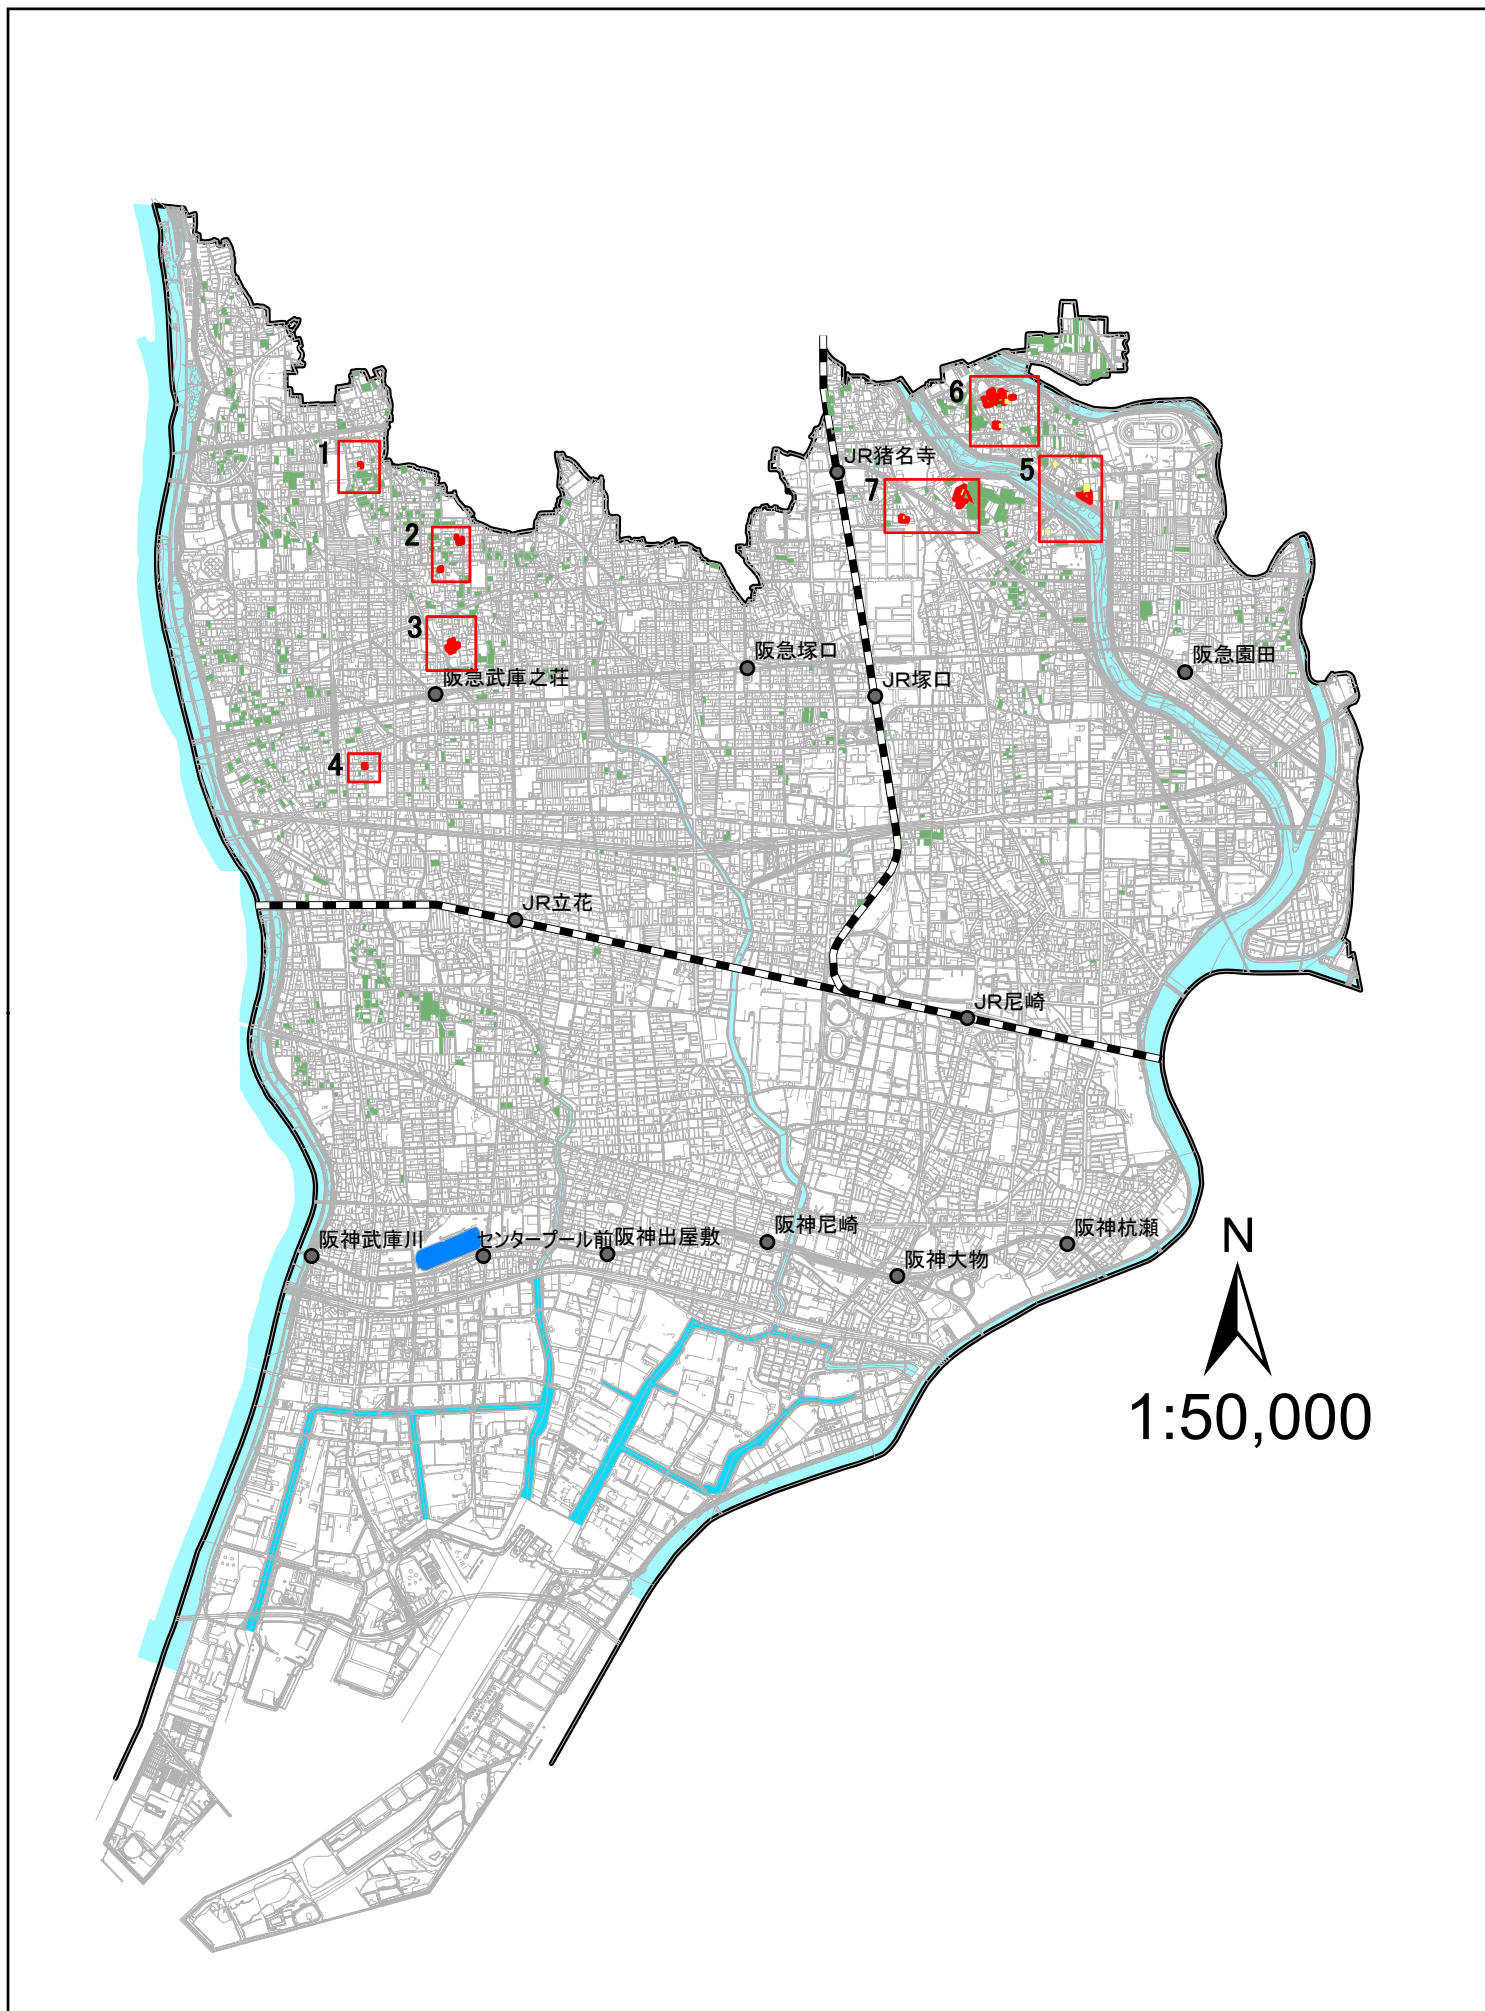 6
1
JR猪名寺
5
7
2
3
阪急塚口
阪急園田
阪急武庫之荘
JR塚口
4
JR立花
JR尼崎
阪神武庫川
センタープール前
阪神出屋敷
阪神尼崎
阪神杭瀬
阪神大物
N
1:50,000